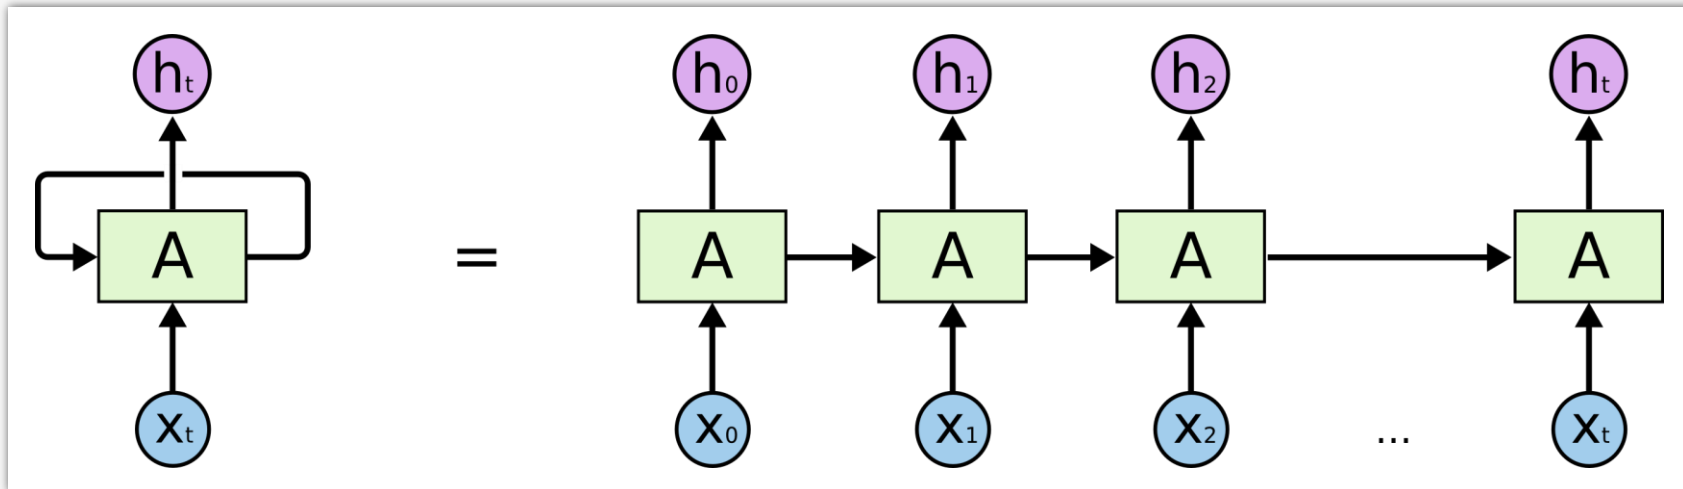 ht h0 h1 h2 ht
A = A A A A
xt x0 x1 x2 ... xt